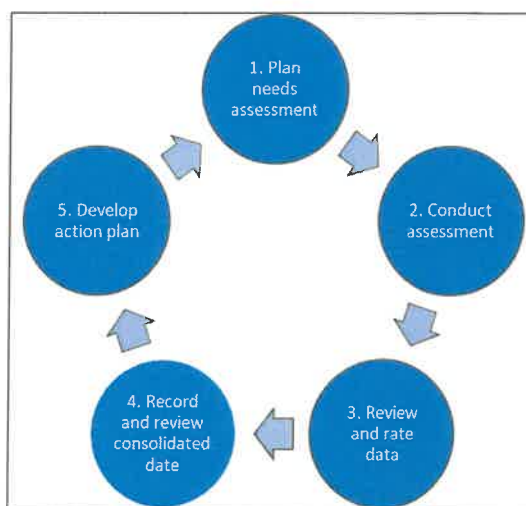 1. Plan
needs
assessment
2. Conduct
assessment
3. Review
and rate
data
4. Record
and review
consolidated
date
5. Develop
action plan